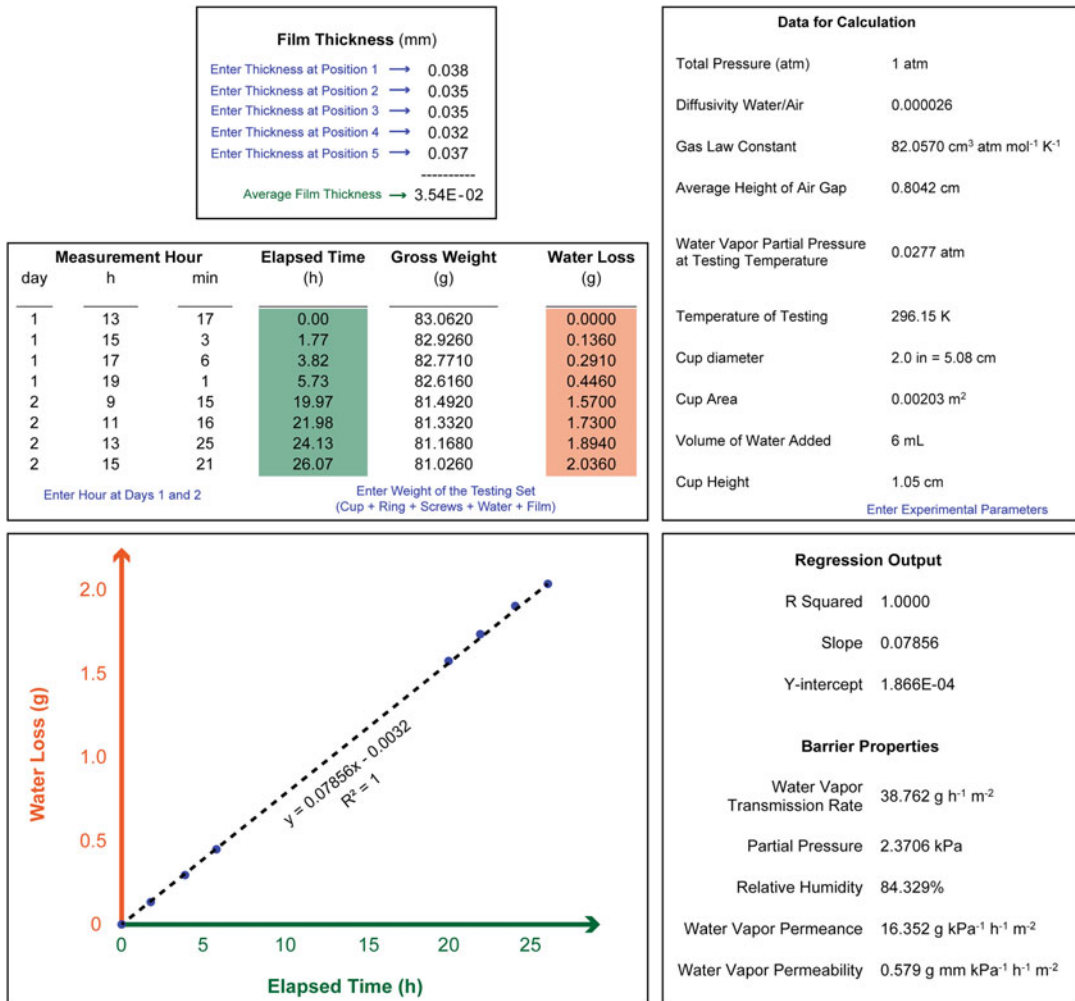 Film Thickness (mm)
Enter Thickness at Position 1 → 0.038
Enter Thickness at Position 2 → 0.035
Enter Thickness at Position 3 → 0.035
Enter Thickness at Position 4 → 0.032
Enter Thickness at Position 5 → 0.037
----------
Average Film Thickness → 3.54E-02
Measurement Hour Elapsed Time Gross Weight Water Loss
day h min (h) (g) (g)
1 13 17 0.00 83.0620 0.0000
1 15 3 1.77 82.9260 0.1360
1 17 6 3.82 82.7710 0.2910
1 19 1 5.73 82.6160 0.4460
2 9 15 19.97 81.4920 1.5700
2 11 16 21.98 81.3320 1.7300
2 13 25 24.13 81.1680 1.8940
2 15 21 26.07 81.0260 2.0360
Enter Hour at Days 1 and 2
Enter Weight of the Testing Set
(Cup + Ring + Screws + Water + Film)
Data for Calculation
Total Pressure (atm) 1 atm
Diffusivity Water/Air 0.000026
Gas Law Constant 82.0570 cm³ atm mol⁻¹ K⁻¹
Average Height of Air Gap 0.8042 cm
Water Vapor Partial Pressure
at Testing Temperature 0.0277 atm
Temperature of Testing 296.15 K
Cup diameter 2.0 in = 5.08 cm
Cup Area 0.00203 m²
Volume of Water Added 6 mL
Cup Height 1.05 cm
Enter Experimental Parameters
Water Loss (g)
2.0
1.5
1.0
0.5
0
y = 0.07856x - 0.0032
R² = 1
0 5 10 15 20 25
Elapsed Time (h)
Regression Output
R Squared 1.0000
Slope 0.07856
Y-intercept 1.866E-04
Barrier Properties
Water Vapor
Transmission Rate 38.762 g h⁻¹ m⁻²
Partial Pressure 2.3706 kPa
Relative Humidity 84.329%
Water Vapor Permeance 16.352 g kPa⁻¹ h⁻¹ m⁻²
Water Vapor Permeability 0.579 g mm kPa⁻¹ h⁻¹ m⁻²